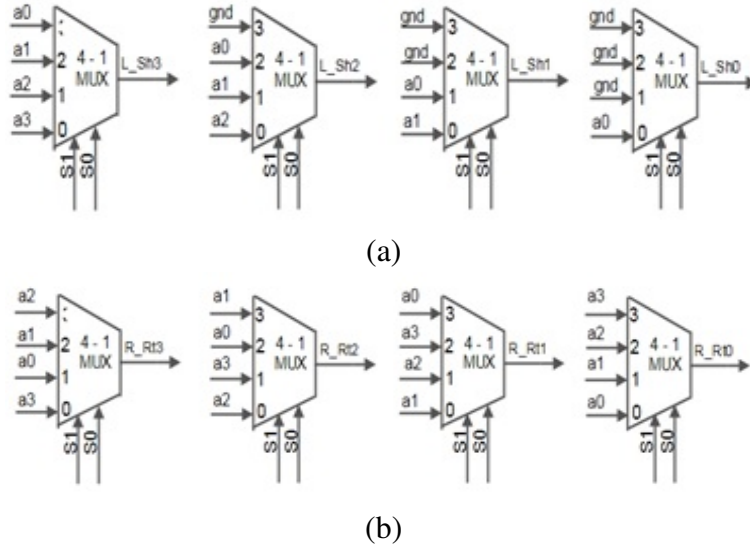 a0 : 4 - 1 MUX L_Sh3
a1 2
a2 1
a3 0
S1 S0
gnd 3 4 - 1 MUX L_Sh2
a0 2
a1 1
a2 0
S1 S0
gnd 3 4 - 1 MUX L_Sh1
gnd 2
a0 1
a1 0
S1 S0
gnd 3 4 - 1 MUX L_Sh0
gnd 2
gnd 1
a0 0
S1 S0
(a)
a2 : 4 - 1 MUX R_Rt3
a1 2
a0 1
a3 0
S1 S0
a1 3 4 - 1 MUX R_Rt2
a0 2
a3 1
a2 0
S1 S0
a0 3 4 - 1 MUX R_Rt1
a3 2
a2 1
a1 0
S1 S0
a3 3 4 - 1 MUX R_Rt0
a2 2
a1 1
a0 0
S1 S0
(b)